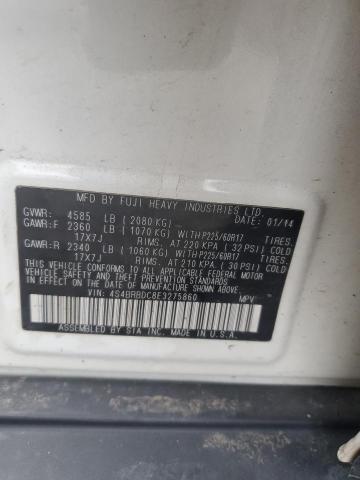 MFD BY FUJI HEAVY INDUSTRIES LTD.
DATE: 01/14
GVWR: 4585 LB (2080 KG)
GAWR:F 2360 LB (1070 KG) WITH P225/60R17 TIRES.
17X7J RIMS. AT 220 KPA (32 PSI) COLD
GAWR:R 2340 LB (1060 KG) WITH P225/60R17 TIRES.
17X7J RIMS. AT 210 KPA (30 PSI) COLD
THIS VEHICLE CONFORMS TO ALL APPLICABLE FEDERAL MOTOR
VEHICLE SAFETY AND THEFT PREVENTION STANDARDS IN EFFECT
ON THE DATE OF MANUFACTURE SHOWN ABOVE.
VIN: 4S4BRBDC8E3275860 MPV
ASSEMBLED BY SIA INC. MADE IN U.S.A.